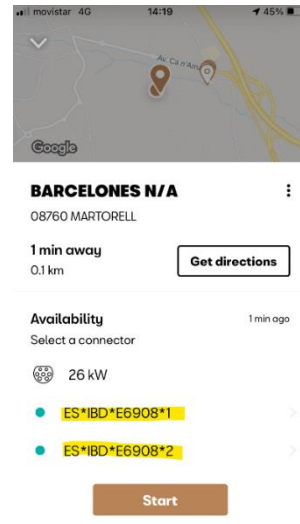 movistar 4G 14:19 45%
Av. Ca n'Am
Google
BARCELONES N/A
08760 MARTORELL
1 min away
0.1 km
Get directions
Availability
1 min ago
Select a connector
26 kW
ES*IBD*E6908*1
ES*IBD*E6908*2
Start